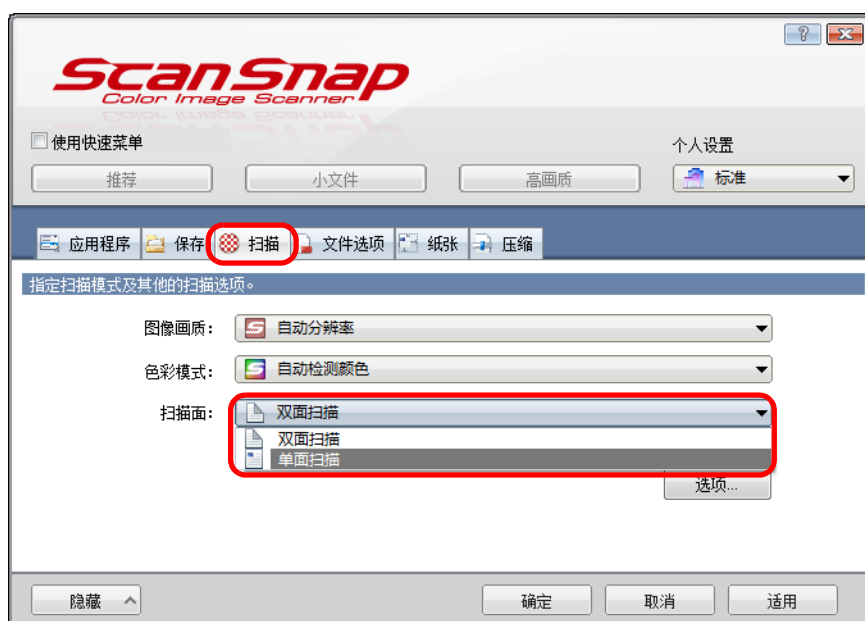 ScanSnap
Color Image Scanner
使用快速菜单
个人设置
推荐 小文件 高画质 标准
应用程序 保存 扫描 文件选项 纸张 压缩
指定扫描模式及其他的扫描选项。
图像画质： 自动分辨率
色彩模式： 自动检测颜色
扫描面： 双面扫描
双面扫描
单面扫描
选项...
隐藏 确定 取消 适用